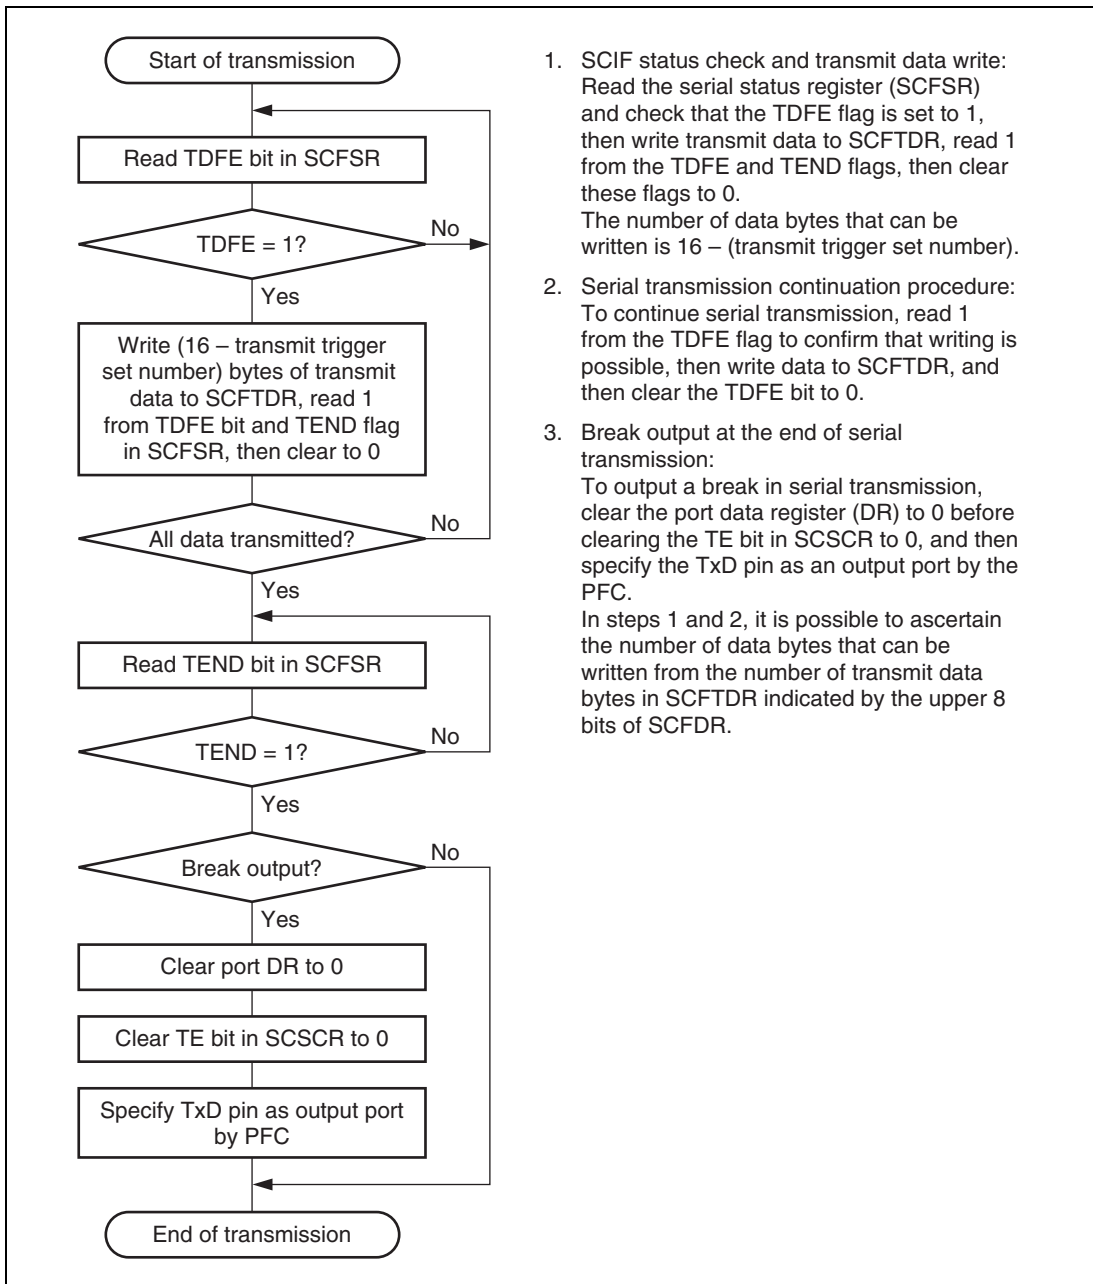 Start of transmission
Read TDFE bit in SCFSR
TDFE = 1?
No
Yes
Write (16 – transmit trigger
set number) bytes of transmit
data to SCFTDR, read 1
from TDFE bit and TEND flag
in SCFSR, then clear to 0
All data transmitted?
No
Yes
Read TEND bit in SCFSR
TEND = 1?
No
Yes
Break output?
No
Yes
Clear port DR to 0
Clear TE bit in SCSCR to 0
Specify TxD pin as output port
by PFC
End of transmission
1. SCIF status check and transmit data write:
Read the serial status register (SCFSR)
and check that the TDFE flag is set to 1,
then write transmit data to SCFTDR, read 1
from the TDFE and TEND flags, then clear
these flags to 0.
The number of data bytes that can be
written is 16 – (transmit trigger set number).
2. Serial transmission continuation procedure:
To continue serial transmission, read 1
from the TDFE flag to confirm that writing is
possible, then write data to SCFTDR, and
then clear the TDFE bit to 0.
3. Break output at the end of serial
transmission:
To output a break in serial transmission,
clear the port data register (DR) to 0 before
clearing the TE bit in SCSCR to 0, and then
specify the TxD pin as an output port by the
PFC.
In steps 1 and 2, it is possible to ascertain
the number of data bytes that can be
written from the number of transmit data
bytes in SCFTDR indicated by the upper 8
bits of SCFDR.